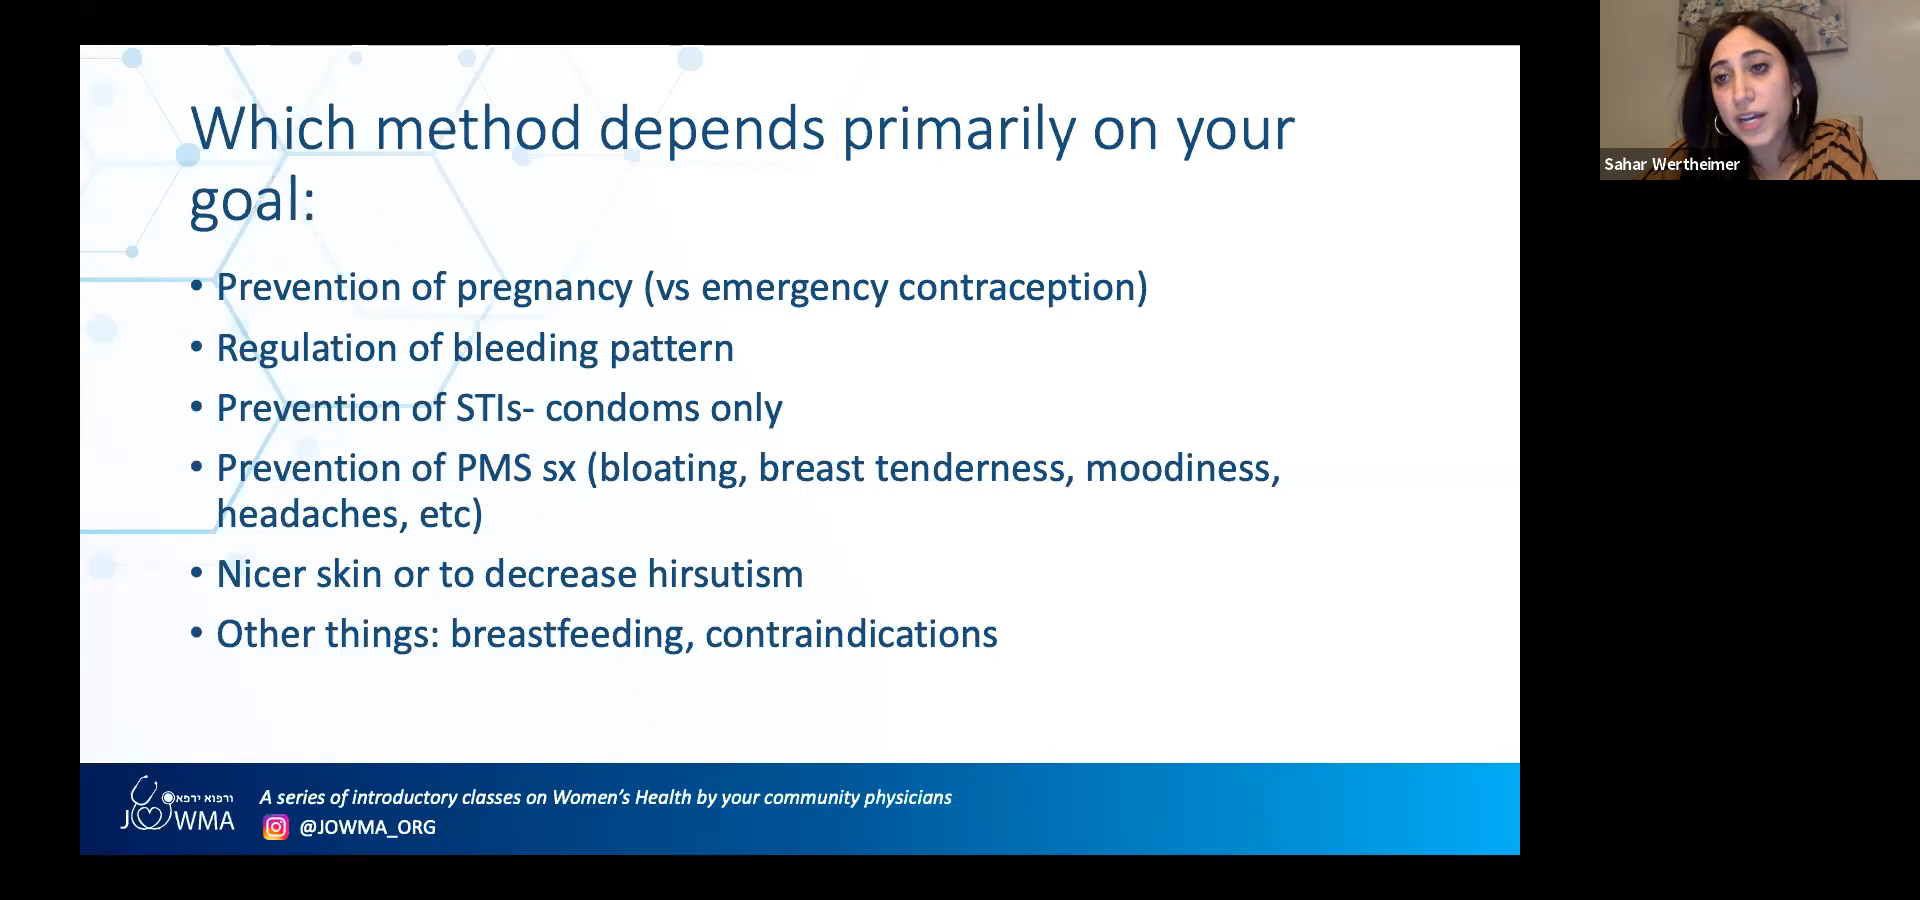 Which method depends primarily on your
goal:
• Prevention of pregnancy (vs emergency contraception)
• Regulation of bleeding pattern
• Prevention of STIs- condoms only
• Prevention of PMS sx (bloating, breast tenderness, moodiness,
headaches, etc)
• Nicer skin or to decrease hirsutism
• Other things: breastfeeding, contraindications
ורפוא ירפא
JOWMA
A series of introductory classes on Women's Health by your community physicians
@JOWMA_ORG
Sahar Wertheimer